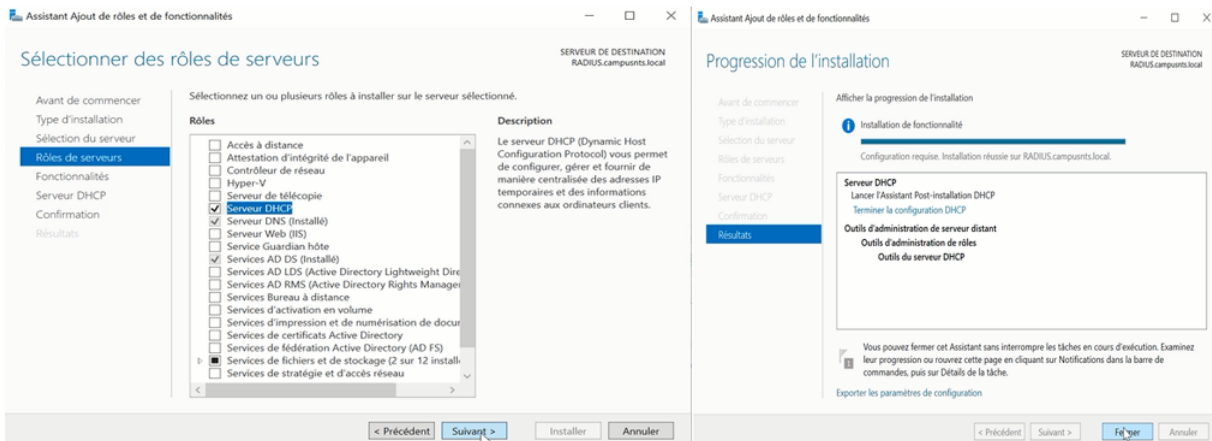 Assistant Ajout de rôles et de fonctionnalités
Sélectionner des rôles de serveurs
SERVEUR DE DESTINATION
RADIUS.campusnts.local
Avant de commencer
Type d'installation
Sélection du serveur
Rôles de serveurs
Fonctionnalités
Serveur DHCP
Confirmation
Résultats
Sélectionnez un ou plusieurs rôles à installer sur le serveur sélectionné.
Rôles
Accès à distance
Attestation d'intégrité de l'appareil
Contrôleur de réseau
Hyper-V
Serveur de télécopie
Serveur DHCP
Serveur DNS (Installé)
Serveur Web (IIS)
Service Guardian hôte
Services AD DS (Installé)
Services AD LDS (Active Directory Lightweight Dire
Services AD RMS (Active Directory Rights Manager
Services Bureau à distance
Services d'activation en volume
Services d'impression et de numérisation de docur
Services de certificats Active Directory
Services de fédération Active Directory (AD FS)
Services de fichiers et de stockage (2 sur 12 install
Services de stratégie et d'accès réseau
Description
Le serveur DHCP (Dynamic Host
Configuration Protocol) vous permet
de configurer, gérer et fournir de
manière centralisée des adresses IP
temporaires et des informations
connexes aux ordinateurs clients.
< Précédent
Suivant >
Installer
Annuler
Assistant Ajout de rôles et de fonctionnalités
Progression de l'installation
SERVEUR DE DESTINATION
RADIUS.campusnts.local
Avant de commencer
Type d'installation
Sélection du serveur
Rôles de serveurs
Fonctionnalités
Serveur DHCP
Confirmation
Résultats
Afficher la progression de l'installation
Installation de fonctionnalité
Configuration requise. Installation réussie sur RADIUS.campusnts.local.
Serveur DHCP
Lancer l'Assistant Post-installation DHCP
Terminer la configuration DHCP
Outils d'administration de serveur distant
Outils d'administration de rôles
Outils du serveur DHCP
Vous pouvez fermer cet Assistant sans interrompre les tâches en cours d'exécution. Examinez
leur progression ou rouvrez cette page en cliquant sur Notifications dans la barre de
commandes, puis sur Détails de la tâche.
Exporter les paramètres de configuration
< Précédent
Suivant >
Fermer
Annuler